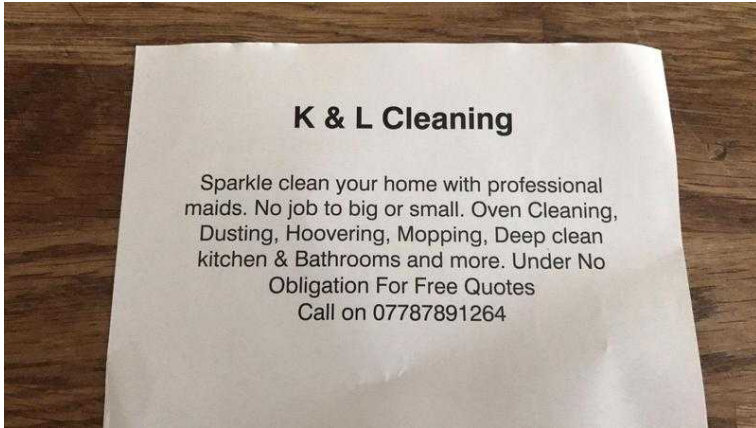 K & L Cleaning
Sparkle clean your home with professional
maids. No job to big or small. Oven Cleaning,
Dusting, Hoovering, Mopping, Deep clean
kitchen & Bathrooms and more. Under No
Obligation For Free Quotes
Call on 07787891264